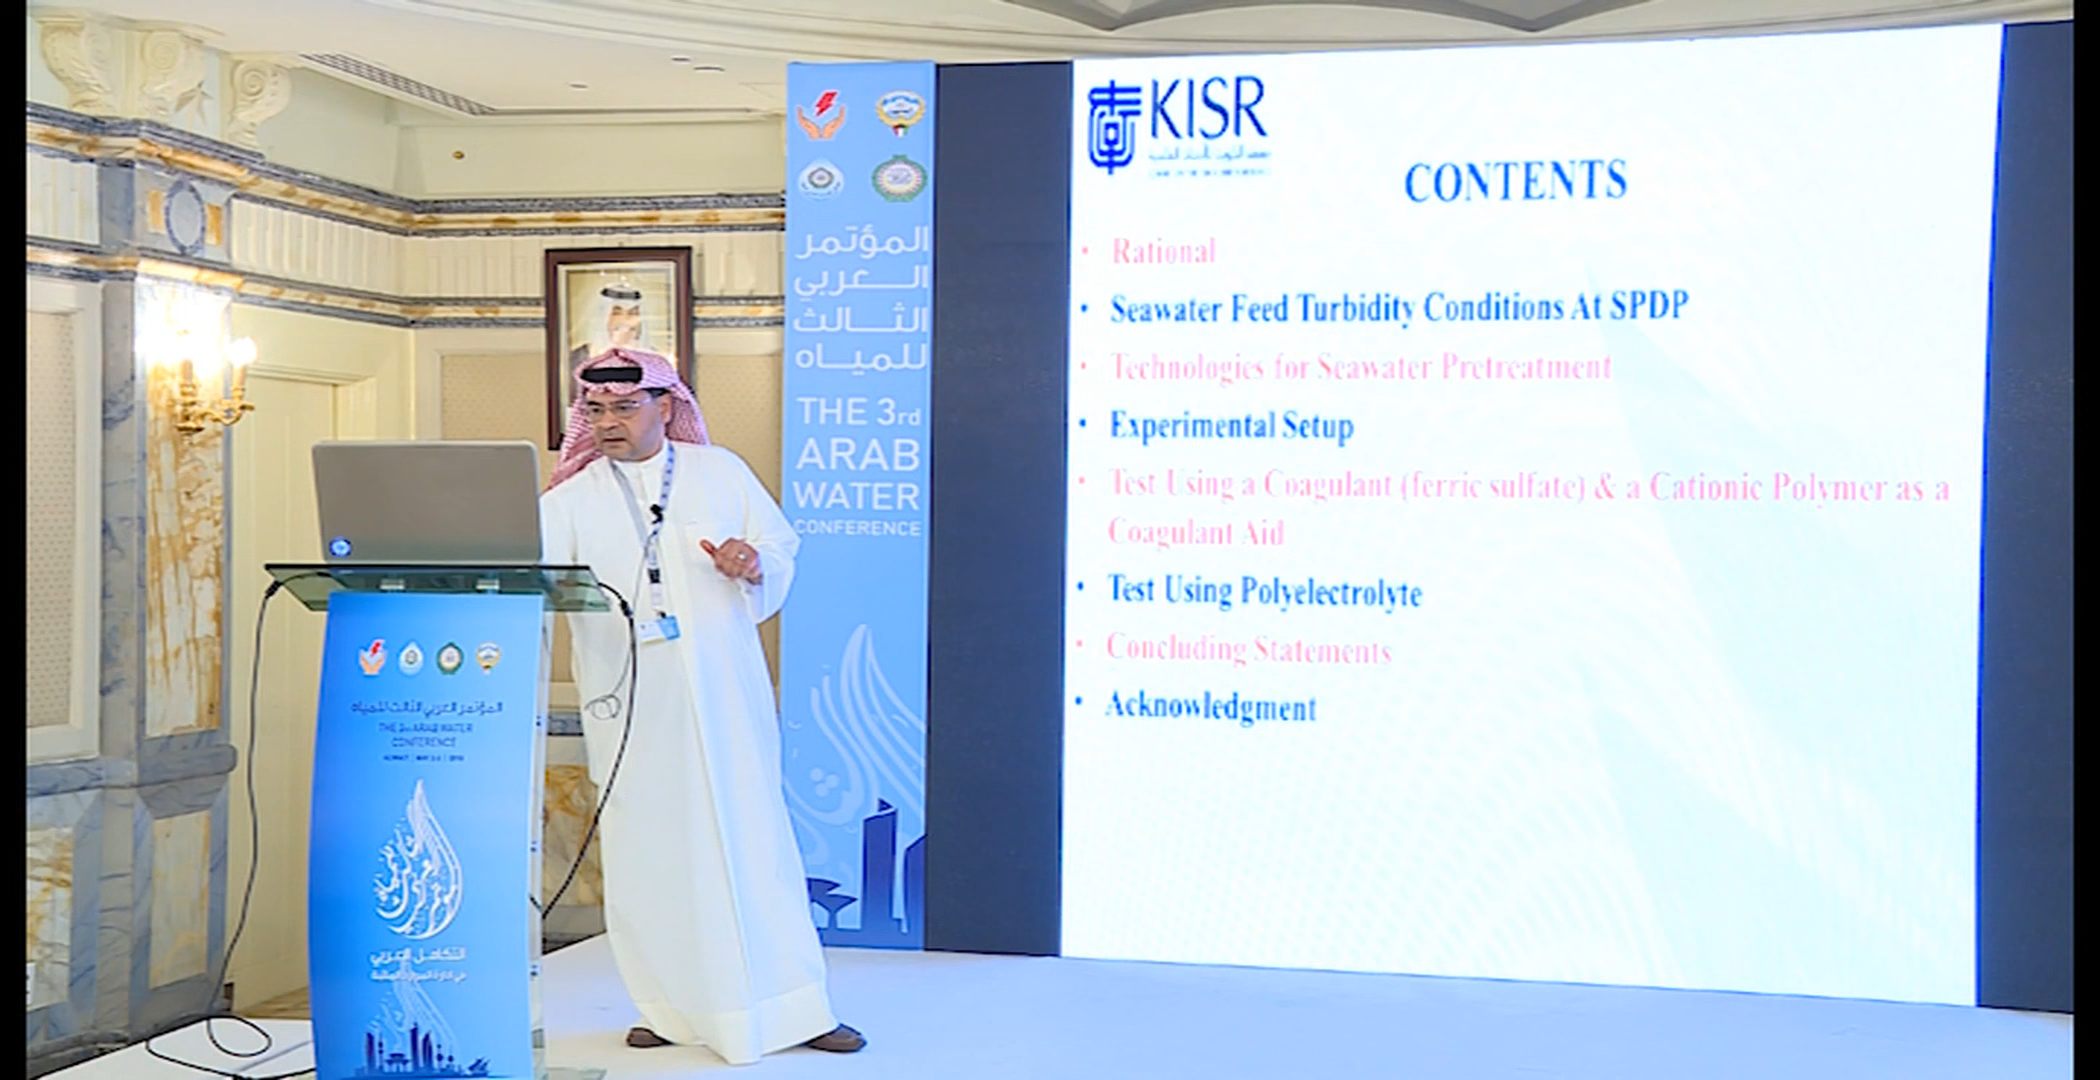 المؤتمر
العربي
الثالث
للمياه
THE 3rd
ARAB
WATER
CONFERENCE
KISR
CONTENTS
• Rational
• Seawater Feed Turbidity Conditions At SPDP
• Technologies for Seawater Pretreatment
• Experimental Setup
• Test Using a Coagulant (ferric sulfate) & a Cationic Polymer as a
Coagulant Aid
• Test Using Polyelectrolyte
• Concluding Statements
• Acknowledgment
المؤتمر العربي الثالث للمياه
THE 3rd ARAB WATER
CONFERENCE
التكامل العربي